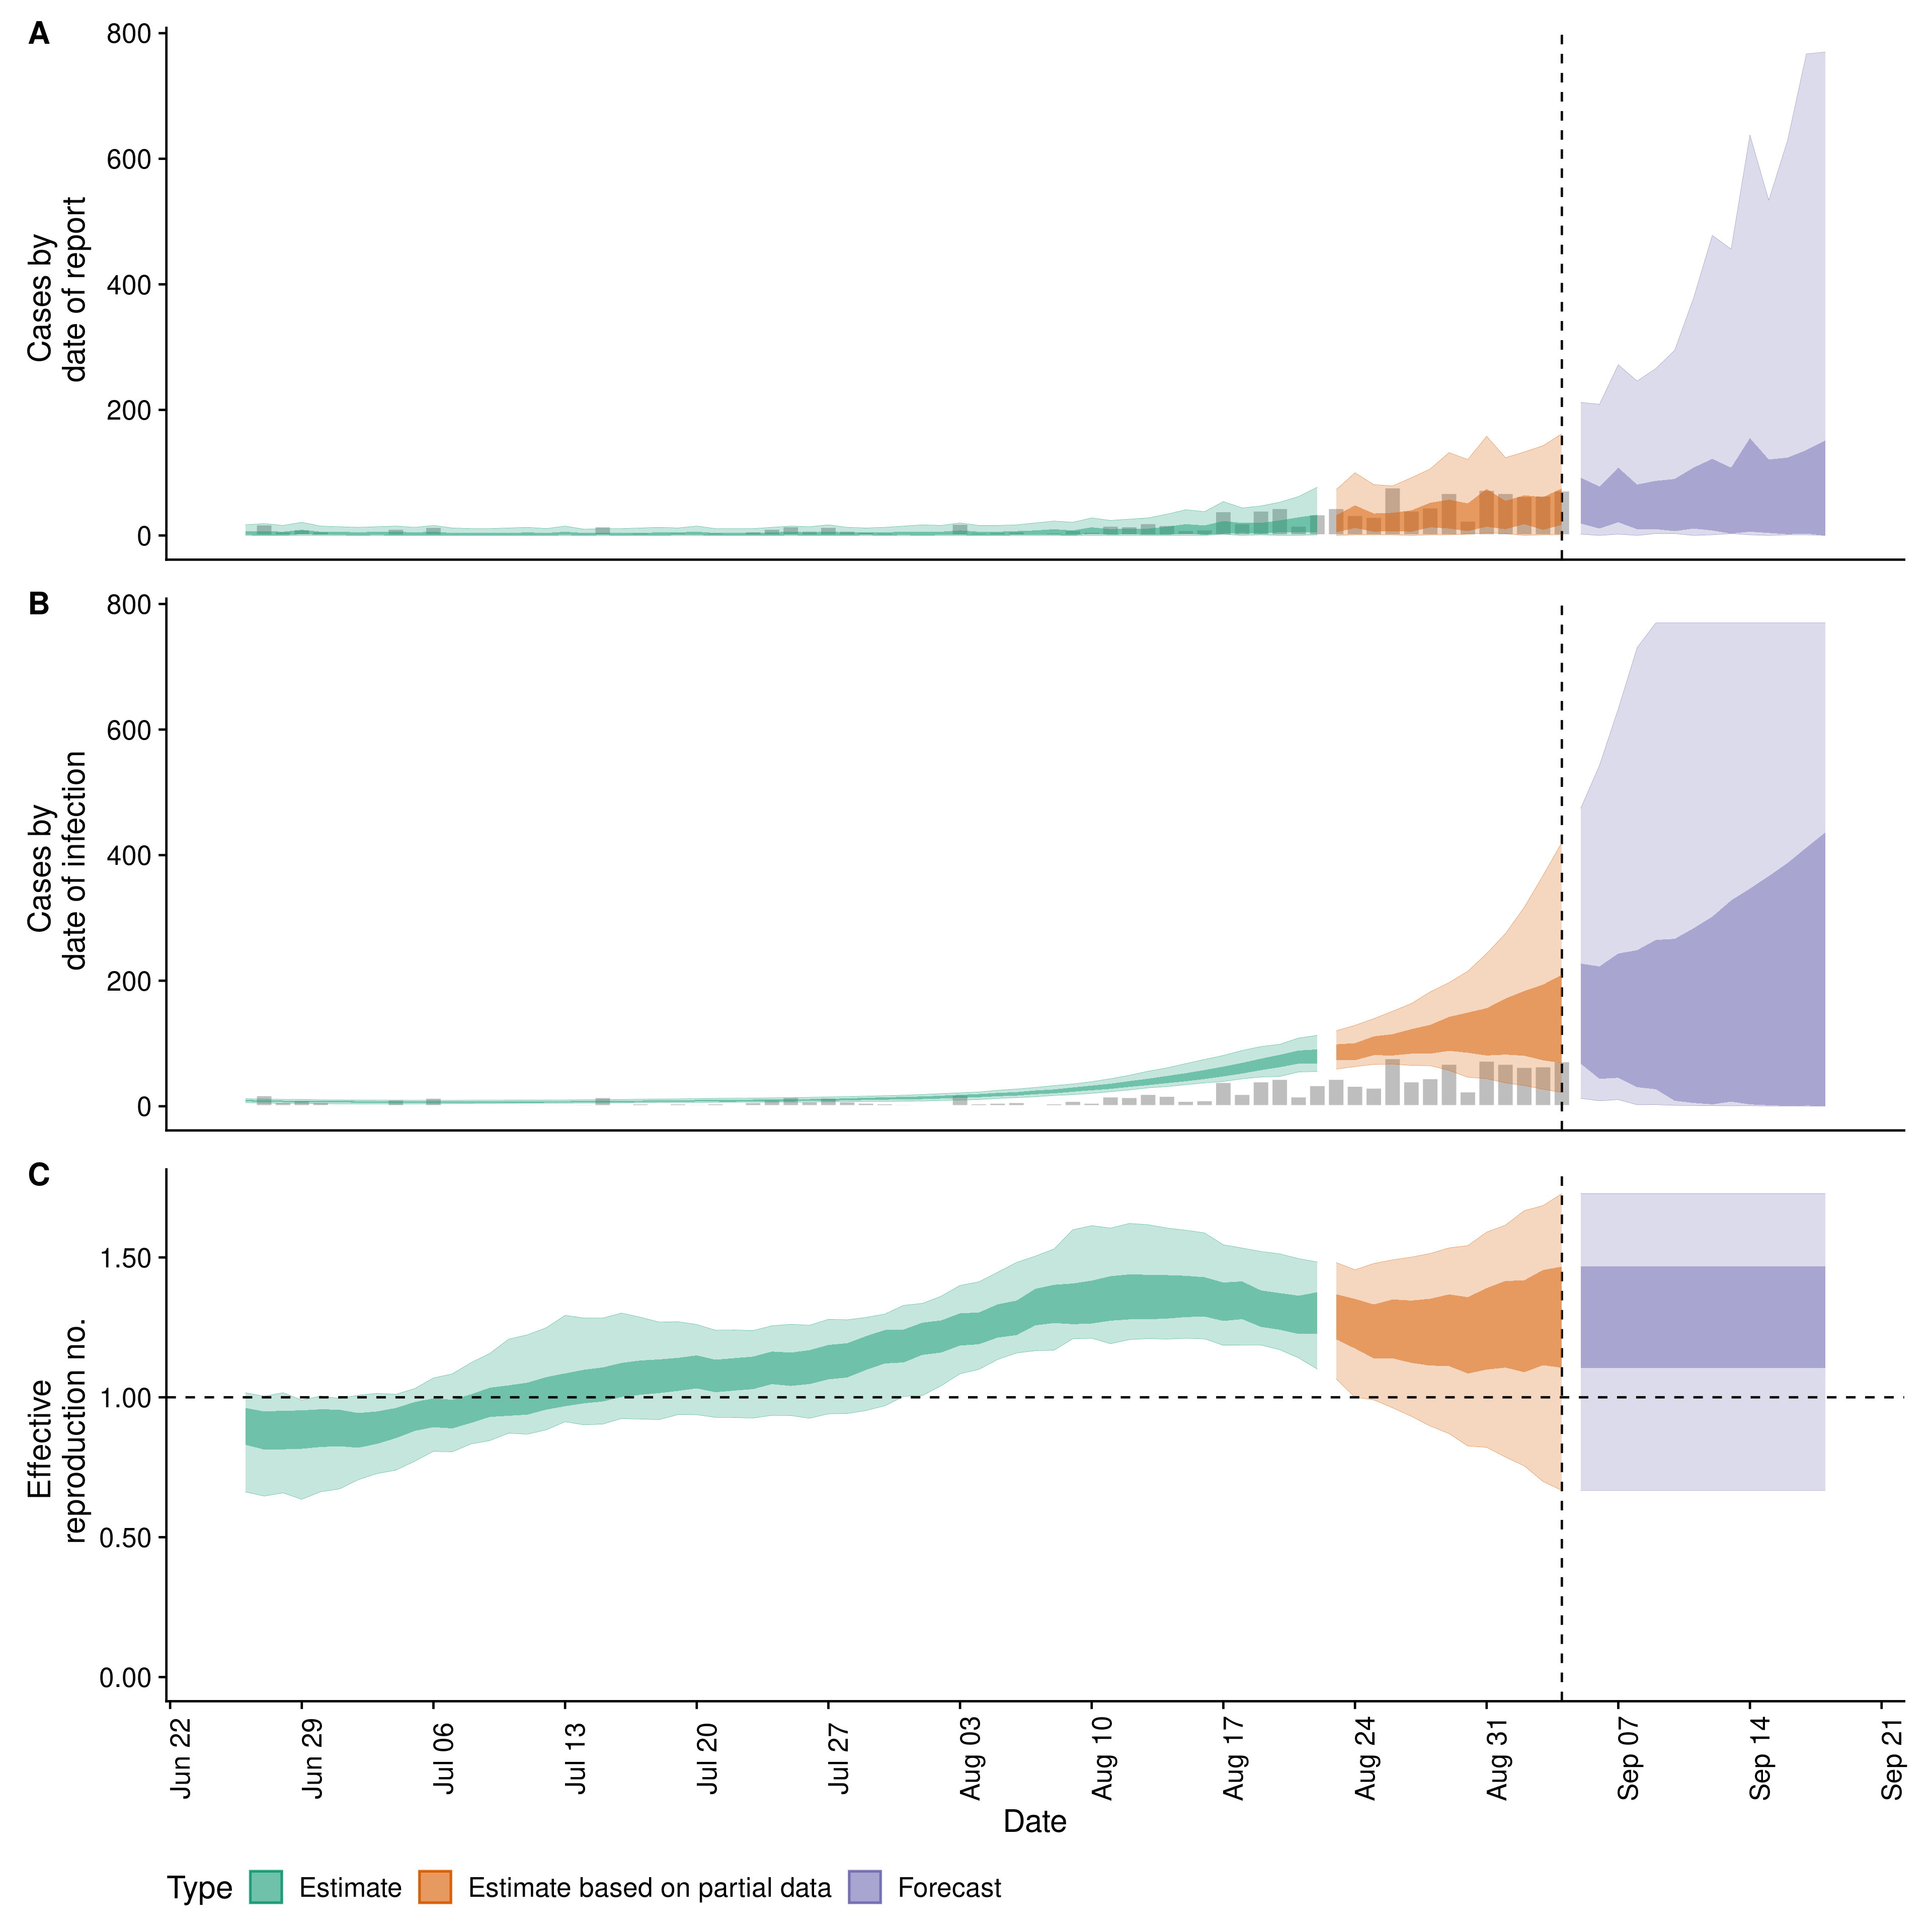 A
800
600
400
200
0
Cases by
date of report
B
800
600
400
200
0
Cases by
date of infection
C
1.50
1.00
0.50
0.00
Effective
reproduction no.
Jun 22
Jun 29
Jul 06
Jul 13
Jul 20
Jul 27
Aug 03
Aug 10
Aug 17
Aug 24
Aug 31
Sep 07
Sep 14
Sep 21
Date
Type Estimate Estimate based on partial data Forecast